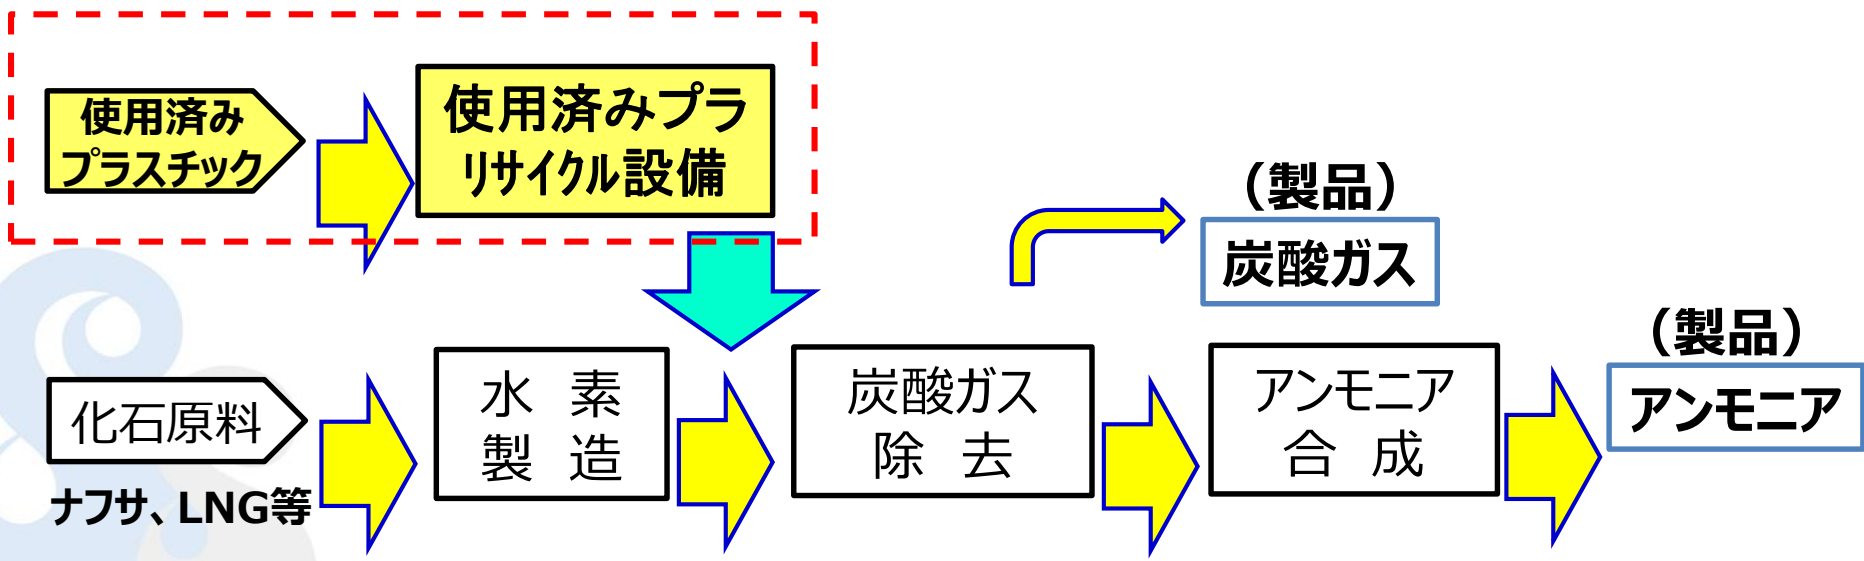 使用済み
プラスチック
使用済みプラ
リサイクル設備
(製品)
炭酸ガス
(製品)
アンモニア
化石原料
ナフサ、LNG等
水 素
製 造
炭酸ガス
除 去
アンモニア
合 成